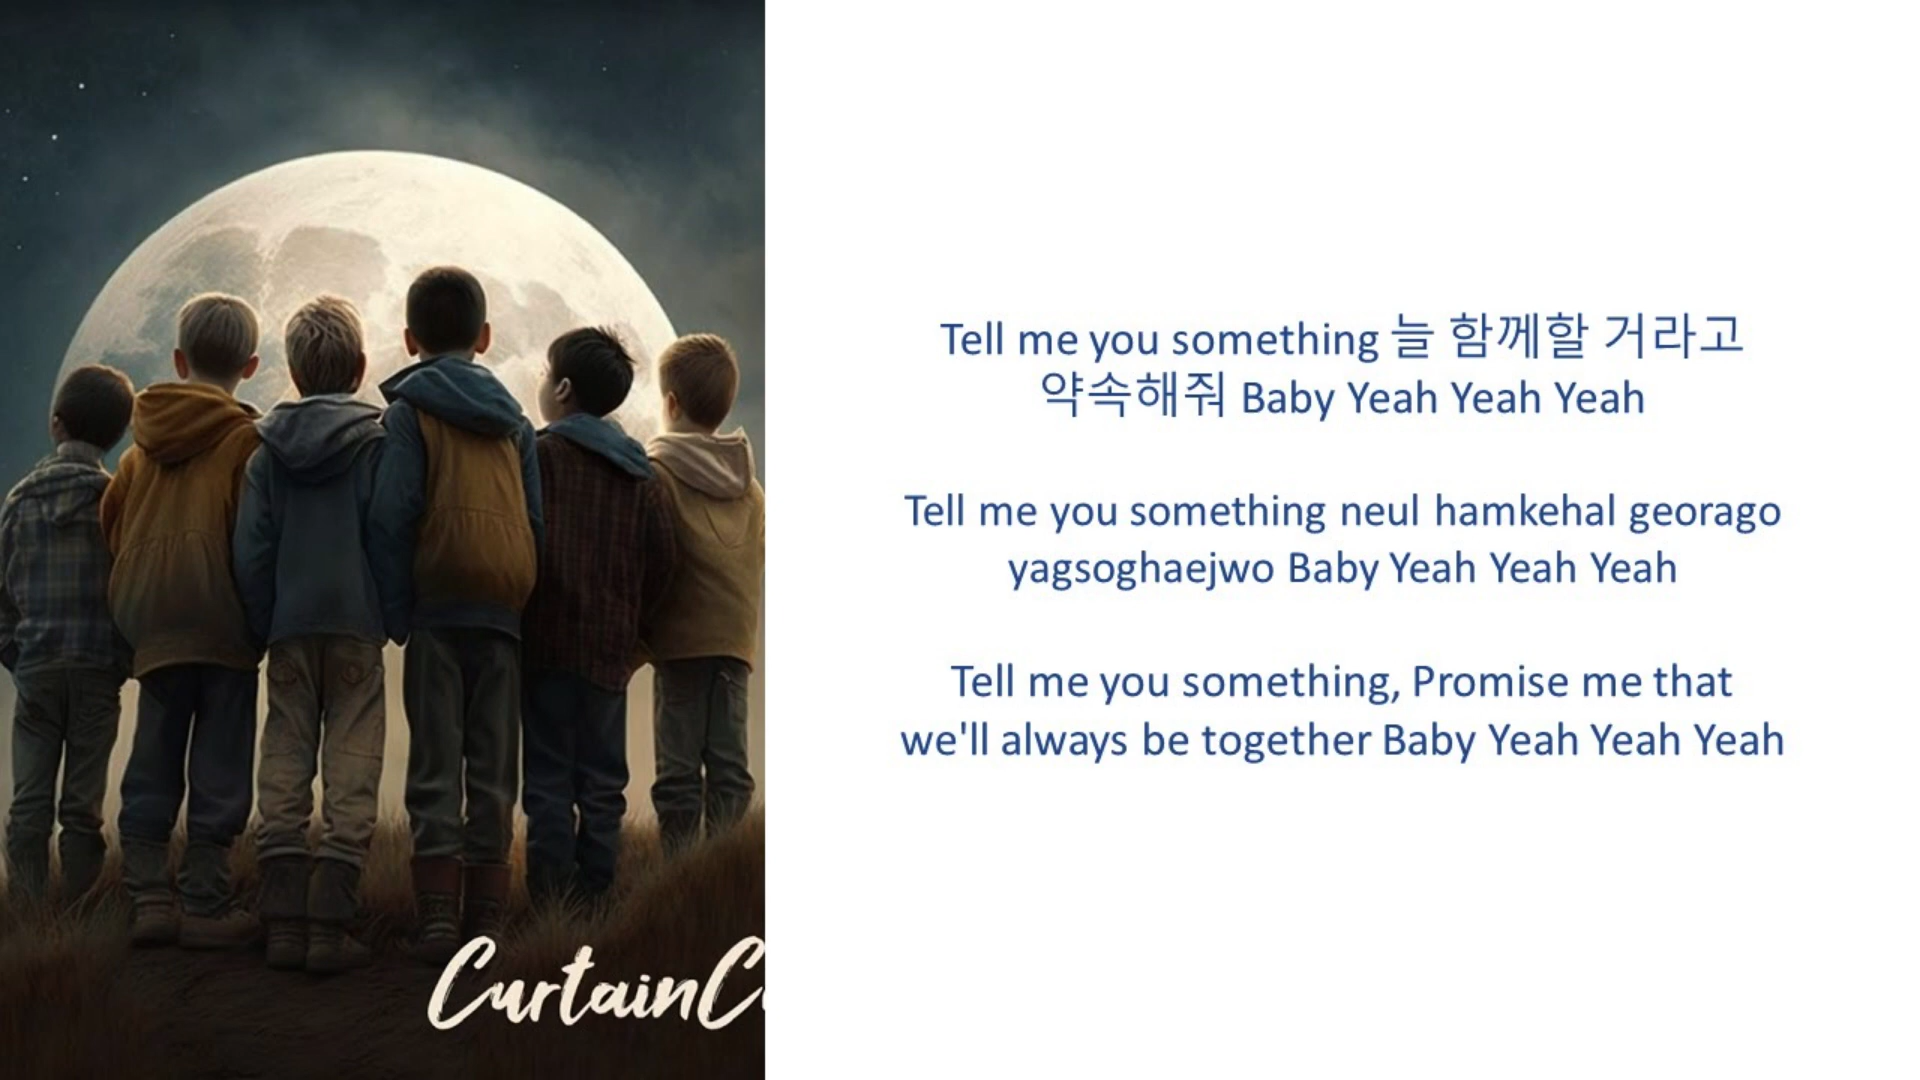 Tell me you something 늘 함께할 거라고
약속해줘 Baby Yeah Yeah Yeah
Tell me you something neul hamkehal georago
yagsoghaejwo Baby Yeah Yeah Yeah
Tell me you something, Promise me that
we'll always be together Baby Yeah Yeah Yeah
CurtainC